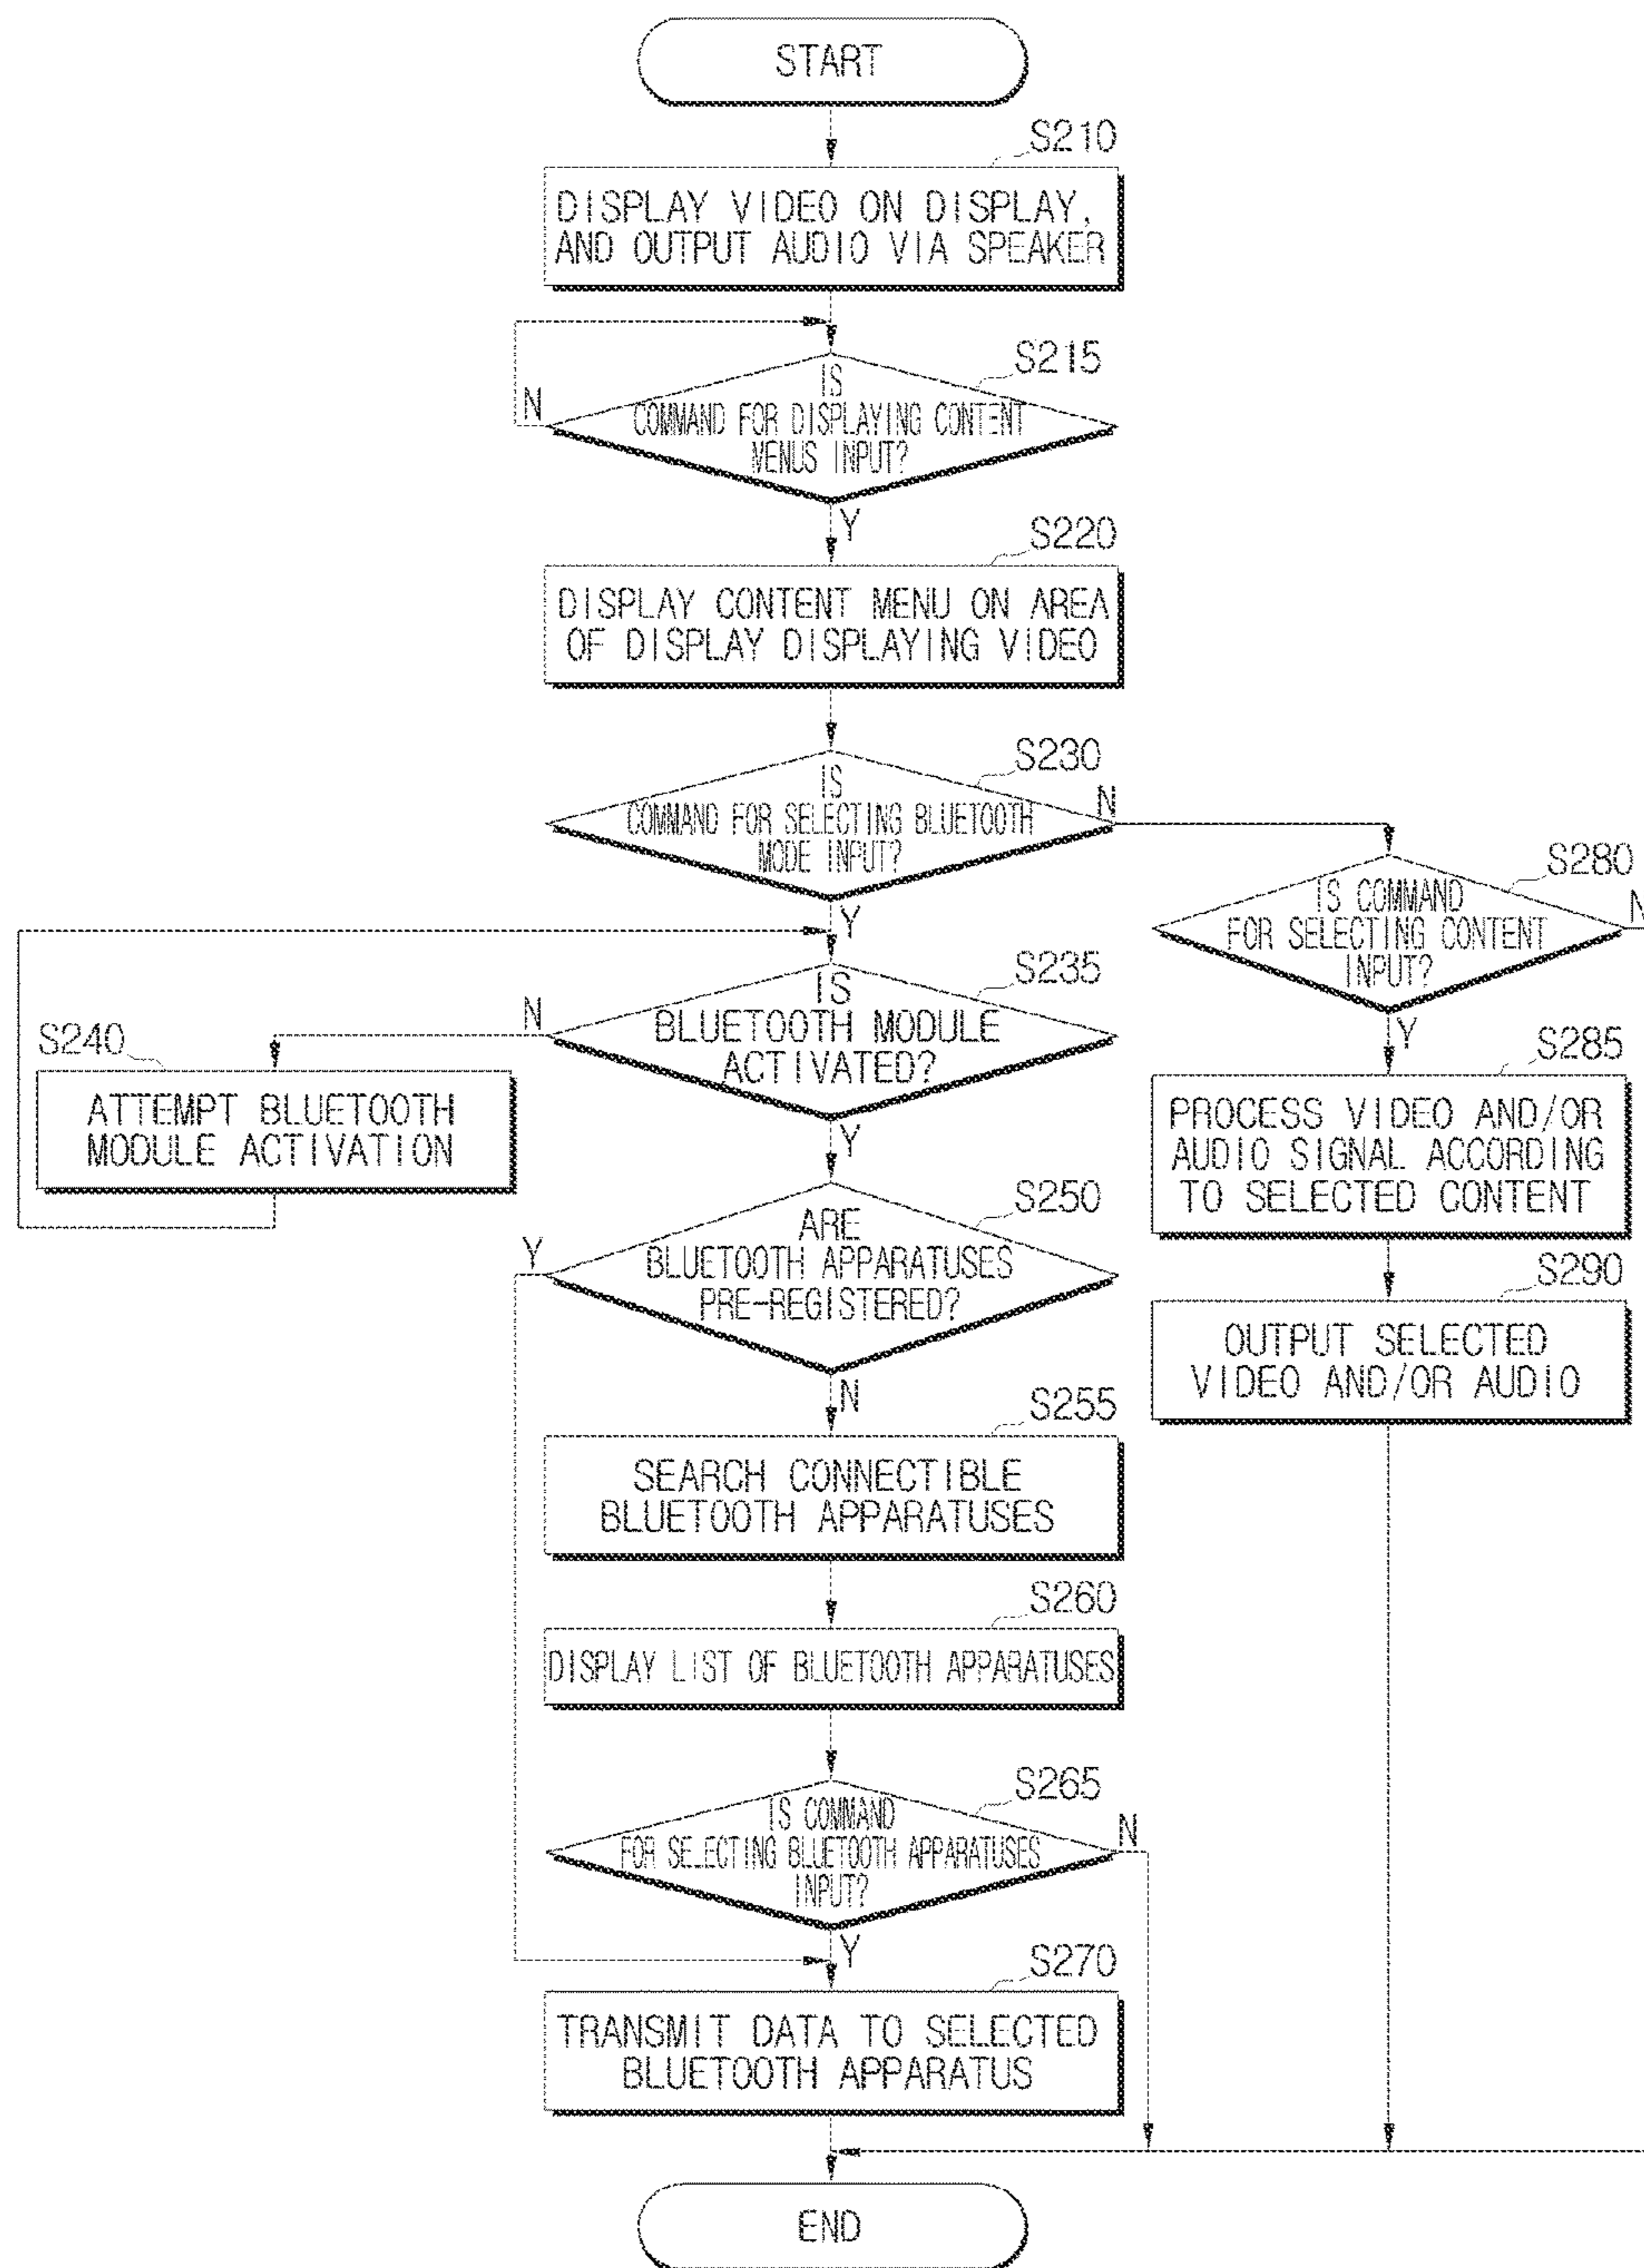 START
S210
DISPLAY VIDEO ON DISPLAY,
AND OUTPUT AUDIO VIA SPEAKER
S215
IS
COMMAND FOR DISPLAYING CONTENT
MENUS INPUT?
N
Y
S220
DISPLAY CONTENT MENU ON AREA
OF DISPLAY DISPLAYING VIDEO
S230
IS
COMMAND FOR SELECTING BLUETOOTH
MODE INPUT?
N
Y
S280
IS COMMAND
FOR SELECTING CONTENT
INPUT?
N
Y
S235
IS
BLUETOOTH MODULE
ACTIVATED?
N
Y
S240
ATTEMPT BLUETOOTH
MODULE ACTIVATION
S285
PROCESS VIDEO AND/OR
AUDIO SIGNAL ACCORDING
TO SELECTED CONTENT
S250
ARE
BLUETOOTH APPARATUSES
PRE-REGISTERED?
Y
N
S290
OUTPUT SELECTED
VIDEO AND/OR AUDIO
S255
SEARCH CONNECTIBLE
BLUETOOTH APPARATUSES
S260
DISPLAY LIST OF BLUETOOTH APPARATUSES
S265
IS COMMAND
FOR SELECTING BLUETOOTH APPARATUSES
INPUT?
N
Y
S270
TRANSMIT DATA TO SELECTED
BLUETOOTH APPARATUS
END